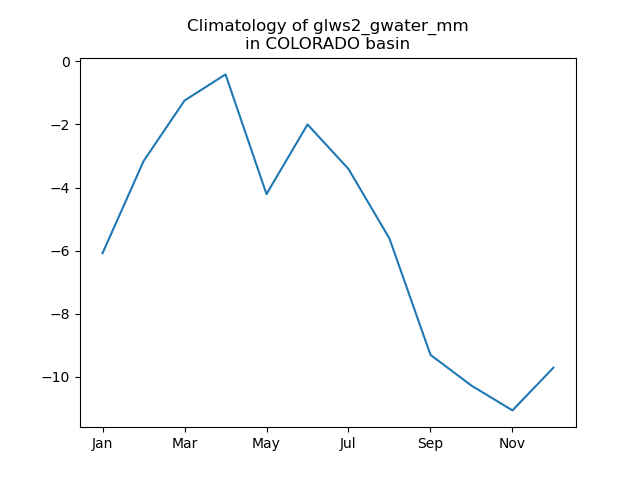 Climatology of glws2_gwater_mm
in COLORADO basin
0
−2
−4
−6
−8
−10
Jan
Mar
May
Jul
Sep
Nov